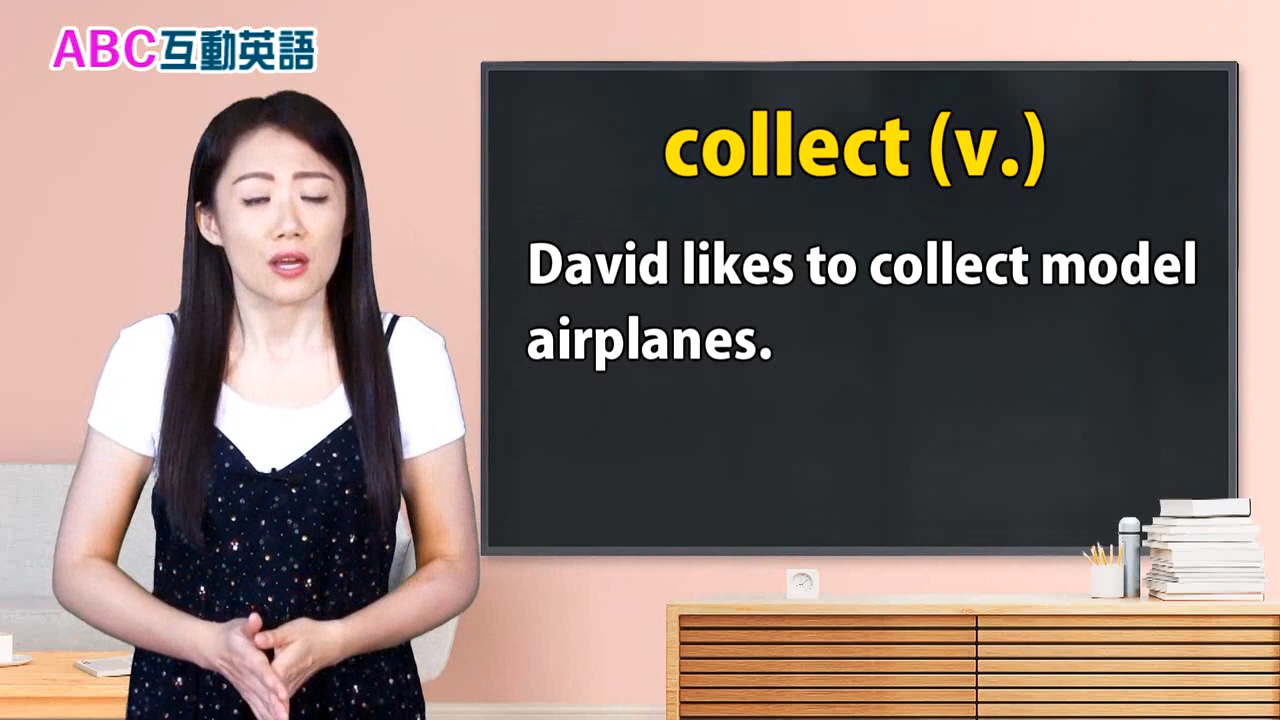 ABC互動英語
collect (v.)
David likes to collect model
airplanes.